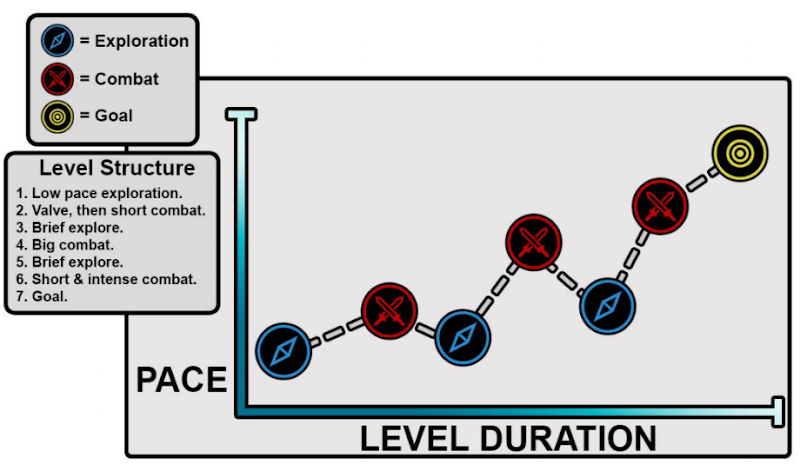 = Exploration
= Combat
= Goal
Level Structure
1. Low pace exploration.
2. Valve, then short combat.
3. Brief explore.
4. Big combat.
5. Brief explore.
6. Short & intense combat.
7. Goal.
PACE
LEVEL DURATION